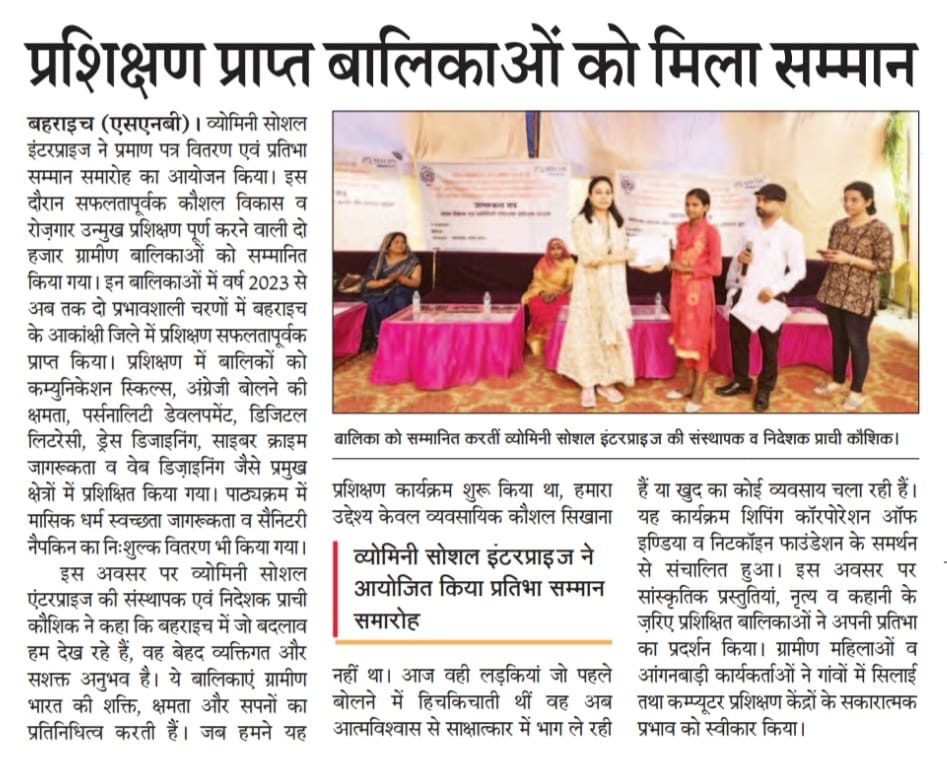 प्रशिक्षण प्राप्त बालिकाओं को मिला सम्मान
बहराइच (एसएनबी)। व्योमिनी सोशल
इंटरप्राइज ने प्रमाण पत्र वितरण एवं प्रतिभा
सम्मान समारोह का आयोजन किया। इस
दौरान सफलतापूर्वक कौशल विकास व
रोज़गार उन्मुख प्रशिक्षण पूर्ण करने वाली दो
हजार ग्रामीण बालिकाओं को सम्मानित
किया गया। इन बालिकाओं में वर्ष 2023 से
अब तक दो प्रभावशाली चरणों में बहराइच
के आकांक्षी जिले में प्रशिक्षण सफलतापूर्वक
प्राप्त किया। प्रशिक्षण में बालिकों को
कम्युनिकेशन स्किल्स, अंग्रेजी बोलने की
क्षमता, पर्सनालिटी डेवलपमेंट, डिजिटल
लिटरेसी, ड्रेस डिजाइनिंग, साइबर क्राइम
जागरूकता व वेब डिज़ाइनिंग जैसे प्रमुख
क्षेत्रों में प्रशिक्षित किया गया। पाठ्यक्रम में
मासिक धर्म स्वच्छता जागरूकता व सैनिटरी
नैपकिन का निःशुल्क वितरण भी किया गया।
इस अवसर पर व्योमिनी सोशल
एंटरप्राइज की संस्थापक एवं निदेशक प्राची
कौशिक ने कहा कि बहराइच में जो बदलाव
हम देख रहे हैं, वह बेहद व्यक्तिगत और
सशक्त अनुभव है। ये बालिकाएं ग्रामीण
भारत की शक्ति, क्षमता और सपनों का
प्रतिनिधित्व करती हैं। जब हमने यह
बालिका को सम्मानित करतीं व्योमिनी सोशल इंटरप्राइज की संस्थापक व निदेशक प्राची कौशिक।
प्रशिक्षण कार्यक्रम शुरू किया था, हमारा
उद्देश्य केवल व्यवसायिक कौशल सिखाना
व्योमिनी सोशल इंटरप्राइज ने
आयोजित किया प्रतिभा सम्मान
समारोह
नहीं था। आज वही लड़कियां जो पहले
बोलने में हिचकिचाती थीं वह अब
आत्मविश्वास से साक्षात्कार में भाग ले रही
हैं या खुद का कोई व्यवसाय चला रही हैं।
यह कार्यक्रम शिपिंग कॉरपोरेशन ऑफ
इण्डिया व निटकॉइन फाउंडेशन के समर्थन
से संचालित हुआ। इस अवसर पर
सांस्कृतिक प्रस्तुतियां, नृत्य व कहानी के
ज़रिए प्रशिक्षित बालिकाओं ने अपनी प्रतिभा
का प्रदर्शन किया। ग्रामीण महिलाओं व
आंगनबाड़ी कार्यकर्ताओं ने गांवों में सिलाई
तथा कम्प्यूटर प्रशिक्षण केंद्रों के सकारात्मक
प्रभाव को स्वीकार किया।